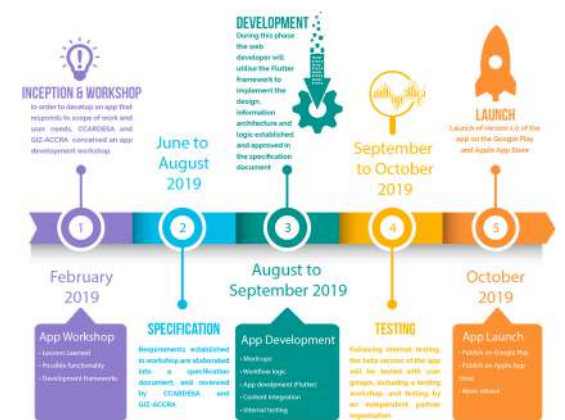 INCEPTION & WORKSHOP
In order to develop an app that
responds to scope of work and
user needs, CCARDESA and
GIZ-ACCRA conceived an app
development workshop.
1
February
2019
App Workshop
• Lessons Learned
• Possible functionality
• Development frameworks
June to
August
2019
2
SPECIFICATION
Requirements established
in workshop are elaborated
into a specification
document, and reviewed
by CCARDESA and
GIZ-ACCRA
DEVELOPMENT
During this phase
the web
developer will
utilise the Flutter
framework to
implement the
design,
information
architecture and
logic established
and approved in
the specification
document
3
August to
September 2019
App Development
• Mock-ups
• Workflow logic
• App development (Flutter)
• Content integration
• Internal testing
September
to October
2019
4
TESTING
Following internal testing,
the beta version of the app
will be tested with user
groups, including a testing
workshop and testing by
an independent partner
organisation.
LAUNCH
Launch of version 1.0 of the
app on the Google Play
and Apple App Store
5
October
2019
App Launch
• Publish on Google Play
• Publish on Apple App
Store
• News release